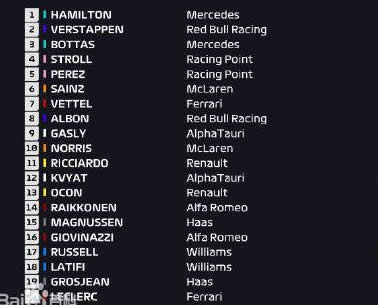 1 HAMILTON Mercedes
2 VERSTAPPEN Red Bull Racing
3 BOTTAS Mercedes
4 STROLL Racing Point
5 PEREZ Racing Point
6 SAINZ McLaren
7 VETTEL Ferrari
8 ALBON Red Bull Racing
9 GASLY AlphaTauri
10 NORRIS McLaren
11 RICCIARDO Renault
12 KVYAT AlphaTauri
13 OCON Renault
14 RAIKKONEN Alfa Romeo
15 MAGNUSSEN Haas
16 GIOVINAZZI Alfa Romeo
17 RUSSELL Williams
18 LATIFI Williams
19 GROSJEAN Haas
LECLERC Ferrari